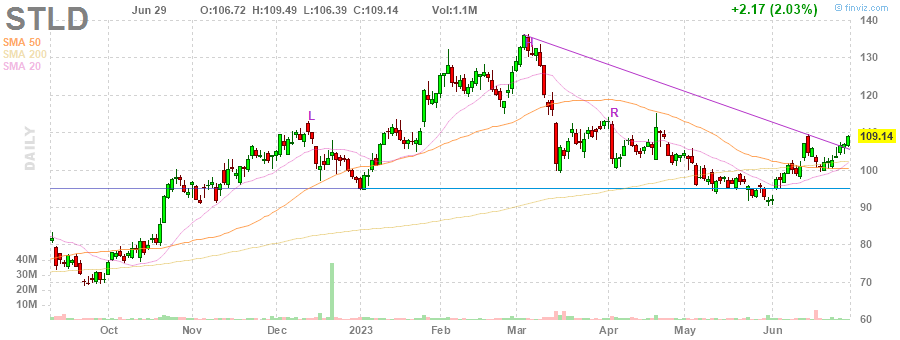 STLD Jun 29 O:106.72 H:109.49 L:106.39 C:109.14 Vol:1.1M +2.17 (2.03%) © finviz.com
SMA 50
SMA 200
SMA 20
DAILY
L
R
140
130
120
110
109.14
100
90
80
70
60
40M
30M
20M
10M
Oct Nov Dec 2023 Feb Mar Apr May Jun